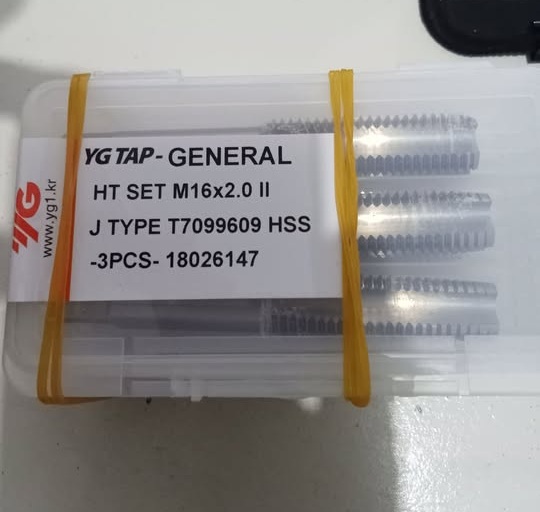 YG TAP - GENERAL
HT SET M16x2.0 II
J TYPE T7099609 HSS
-3PCS- 18026147
YG
www.yg1.kr